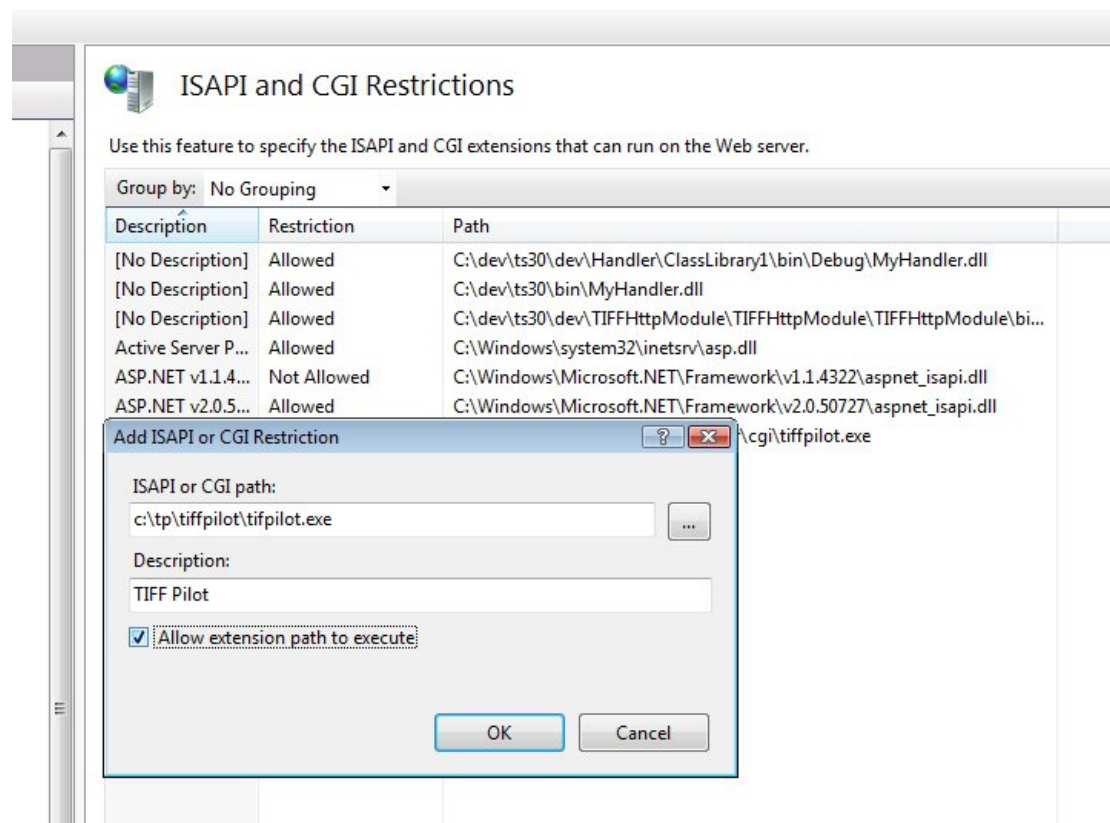 ISAPI and CGI Restrictions
Use this feature to specify the ISAPI and CGI extensions that can run on the Web server.
Group by: No Grouping
Description Restriction Path
[No Description] Allowed C:\dev\ts30\dev\Handler\ClassLibrary1\bin\Debug\MyHandler.dll
[No Description] Allowed C:\dev\ts30\bin\MyHandler.dll
[No Description] Allowed C:\dev\ts30\dev\TIFFHttpModule\TIFFHttpModule\TIFFHttpModule\bi...
Active Server P... Allowed C:\Windows\system32\inetsrv\asp.dll
ASP.NET v1.1.4... Not Allowed C:\Windows\Microsoft.NET\Framework\v1.1.4322\aspnet_isapi.dll
ASP.NET v2.0.5... Allowed C:\Windows\Microsoft.NET\Framework\v2.0.50727\aspnet_isapi.dll
\cgi\tiffpilot.exe
Add ISAPI or CGI Restriction
ISAPI or CGI path:
c:\tp\tiffpilot\tifpilot.exe
...
Description:
TIFF Pilot
Allow extension path to execute
OK Cancel